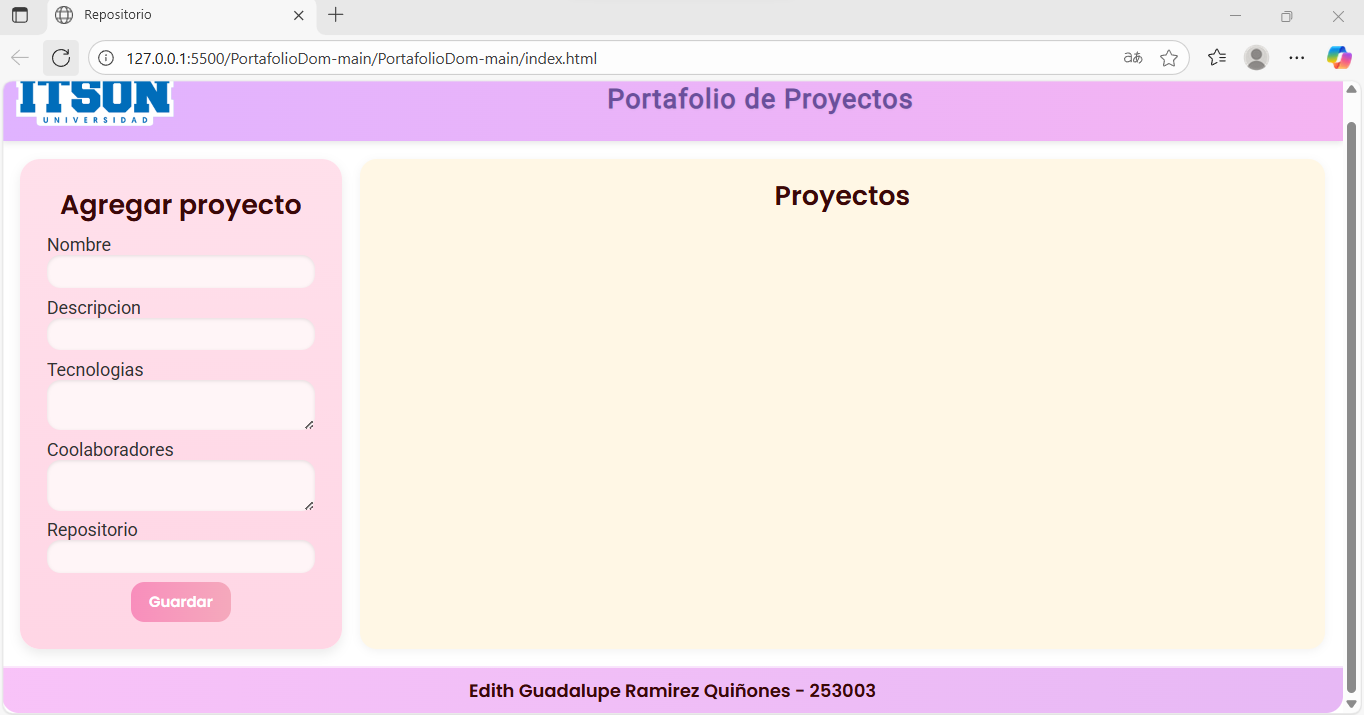 Repositorio
127.0.0.1:5500/PortafolioDom-main/PortafolioDom-main/index.html
ITSON
UNIVERSIDAD
Portafolio de Proyectos
Agregar proyecto
Nombre
Descripcion
Tecnologias
Coolaboradores
Repositorio
Guardar
Proyectos
Edith Guadalupe Ramirez Quiñones - 253003